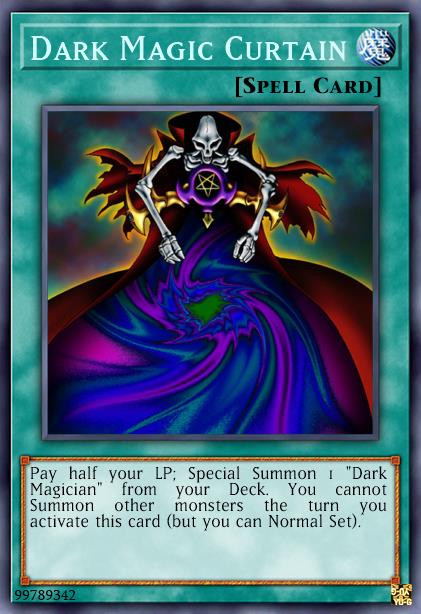 DARK MAGIC CURTAIN
魔
[SPELL CARD]
Pay half your LP; Special Summon 1 "Dark
Magician" from your Deck. You cannot
Summon other monsters the turn you
activate this card (but you can Normal Set).
99789342